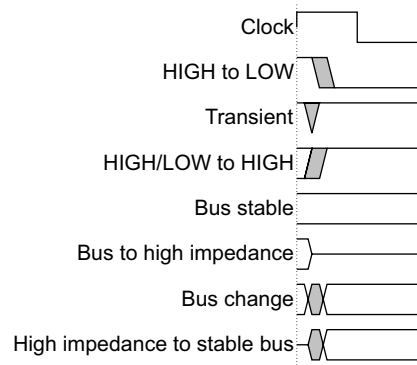 Clock
HIGH to LOW
Transient
HIGH/LOW to HIGH
Bus stable
Bus to high impedance
Bus change
High impedance to stable bus